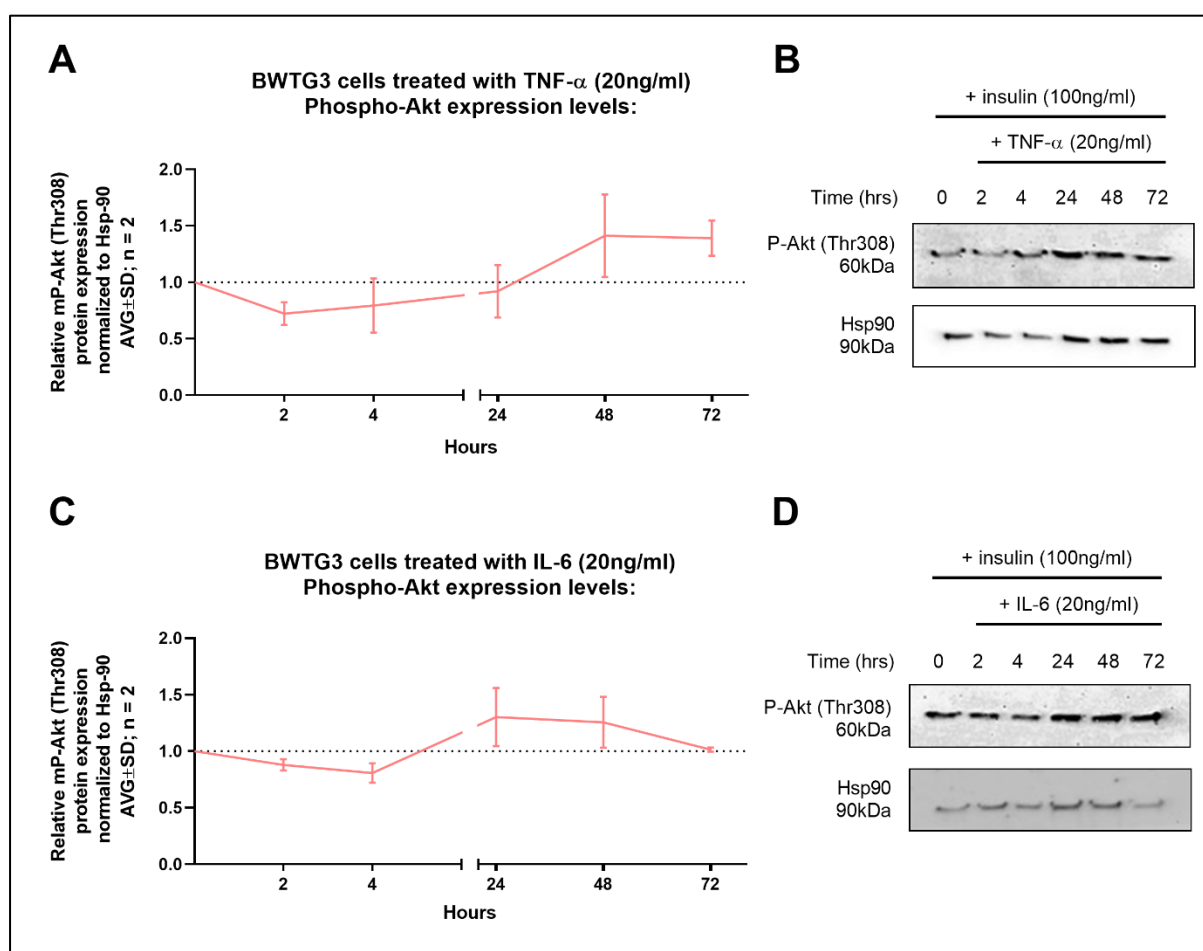 A
BWTG3 cells treated with TNF-α (20ng/ml)
Phospho-Akt expression levels:
Relative mP-Akt (Thr308)
protein expression
normalized to Hsp-90
AVG±SD; n = 2
2.0
1.5
1.0
0.5
0.0
2 4 24 48 72
Hours
B
+ insulin (100ng/ml)
+ TNF-α (20ng/ml)
Time (hrs) 0 2 4 24 48 72
P-Akt (Thr308)
60kDa
Hsp90
90kDa
C
BWTG3 cells treated with IL-6 (20ng/ml)
Phospho-Akt expression levels:
Relative mP-Akt (Thr308)
protein expression
normalized to Hsp-90
AVG±SD; n = 2
2.0
1.5
1.0
0.5
0.0
2 4 24 48 72
Hours
D
+ insulin (100ng/ml)
+ IL-6 (20ng/ml)
Time (hrs) 0 2 4 24 48 72
P-Akt (Thr308)
60kDa
Hsp90
90kDa